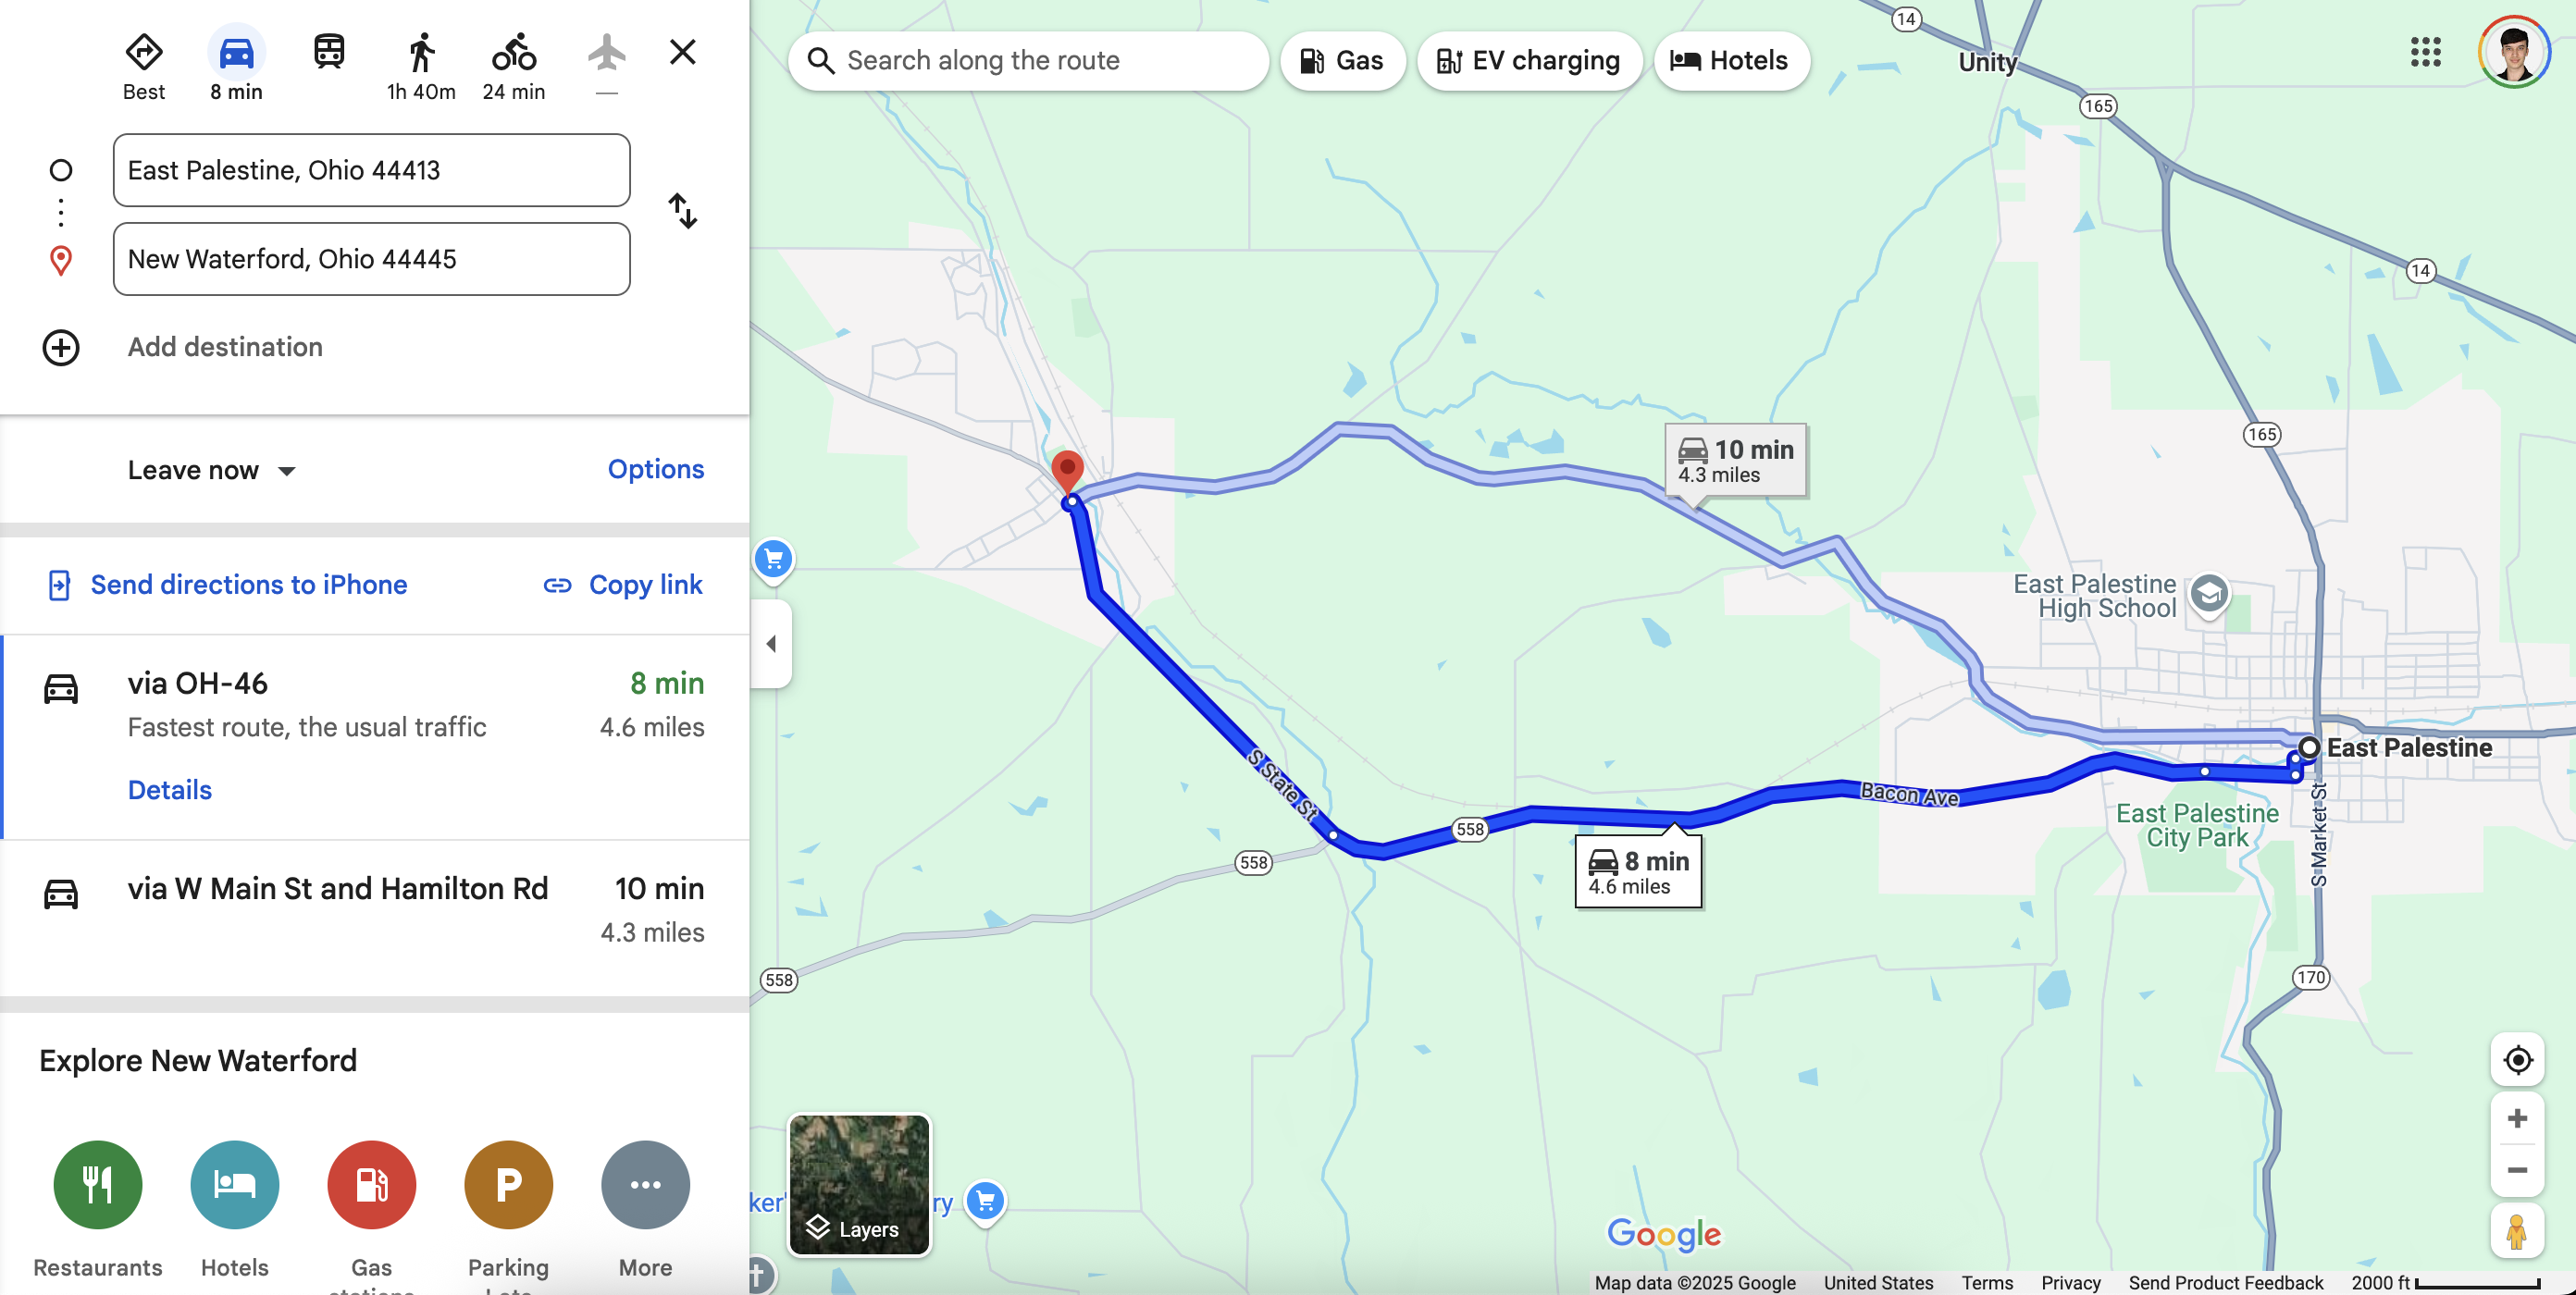 Best
8 min
1h 40m
24 min
—
East Palestine, Ohio 44413
New Waterford, Ohio 44445
Add destination
Leave now
Options
Send directions to iPhone
Copy link
via OH-46
8 min
Fastest route, the usual traffic
4.6 miles
Details
via W Main St and Hamilton Rd
10 min
4.3 miles
Explore New Waterford
Restaurants
Hotels
Gas
P
Parking
More
Search along the route
Gas
EV charging
Hotels
14
Unity
165
14
165
10 min
4.3 miles
East Palestine
High School
East Palestine
S State St
Bacon Ave
558
558
558
8 min
4.6 miles
East Palestine
City Park
S Market St
170
Layers
ker'
ry
Google
Map data ©2025 Google
United States
Terms
Privacy
Send Product Feedback
2000 ft